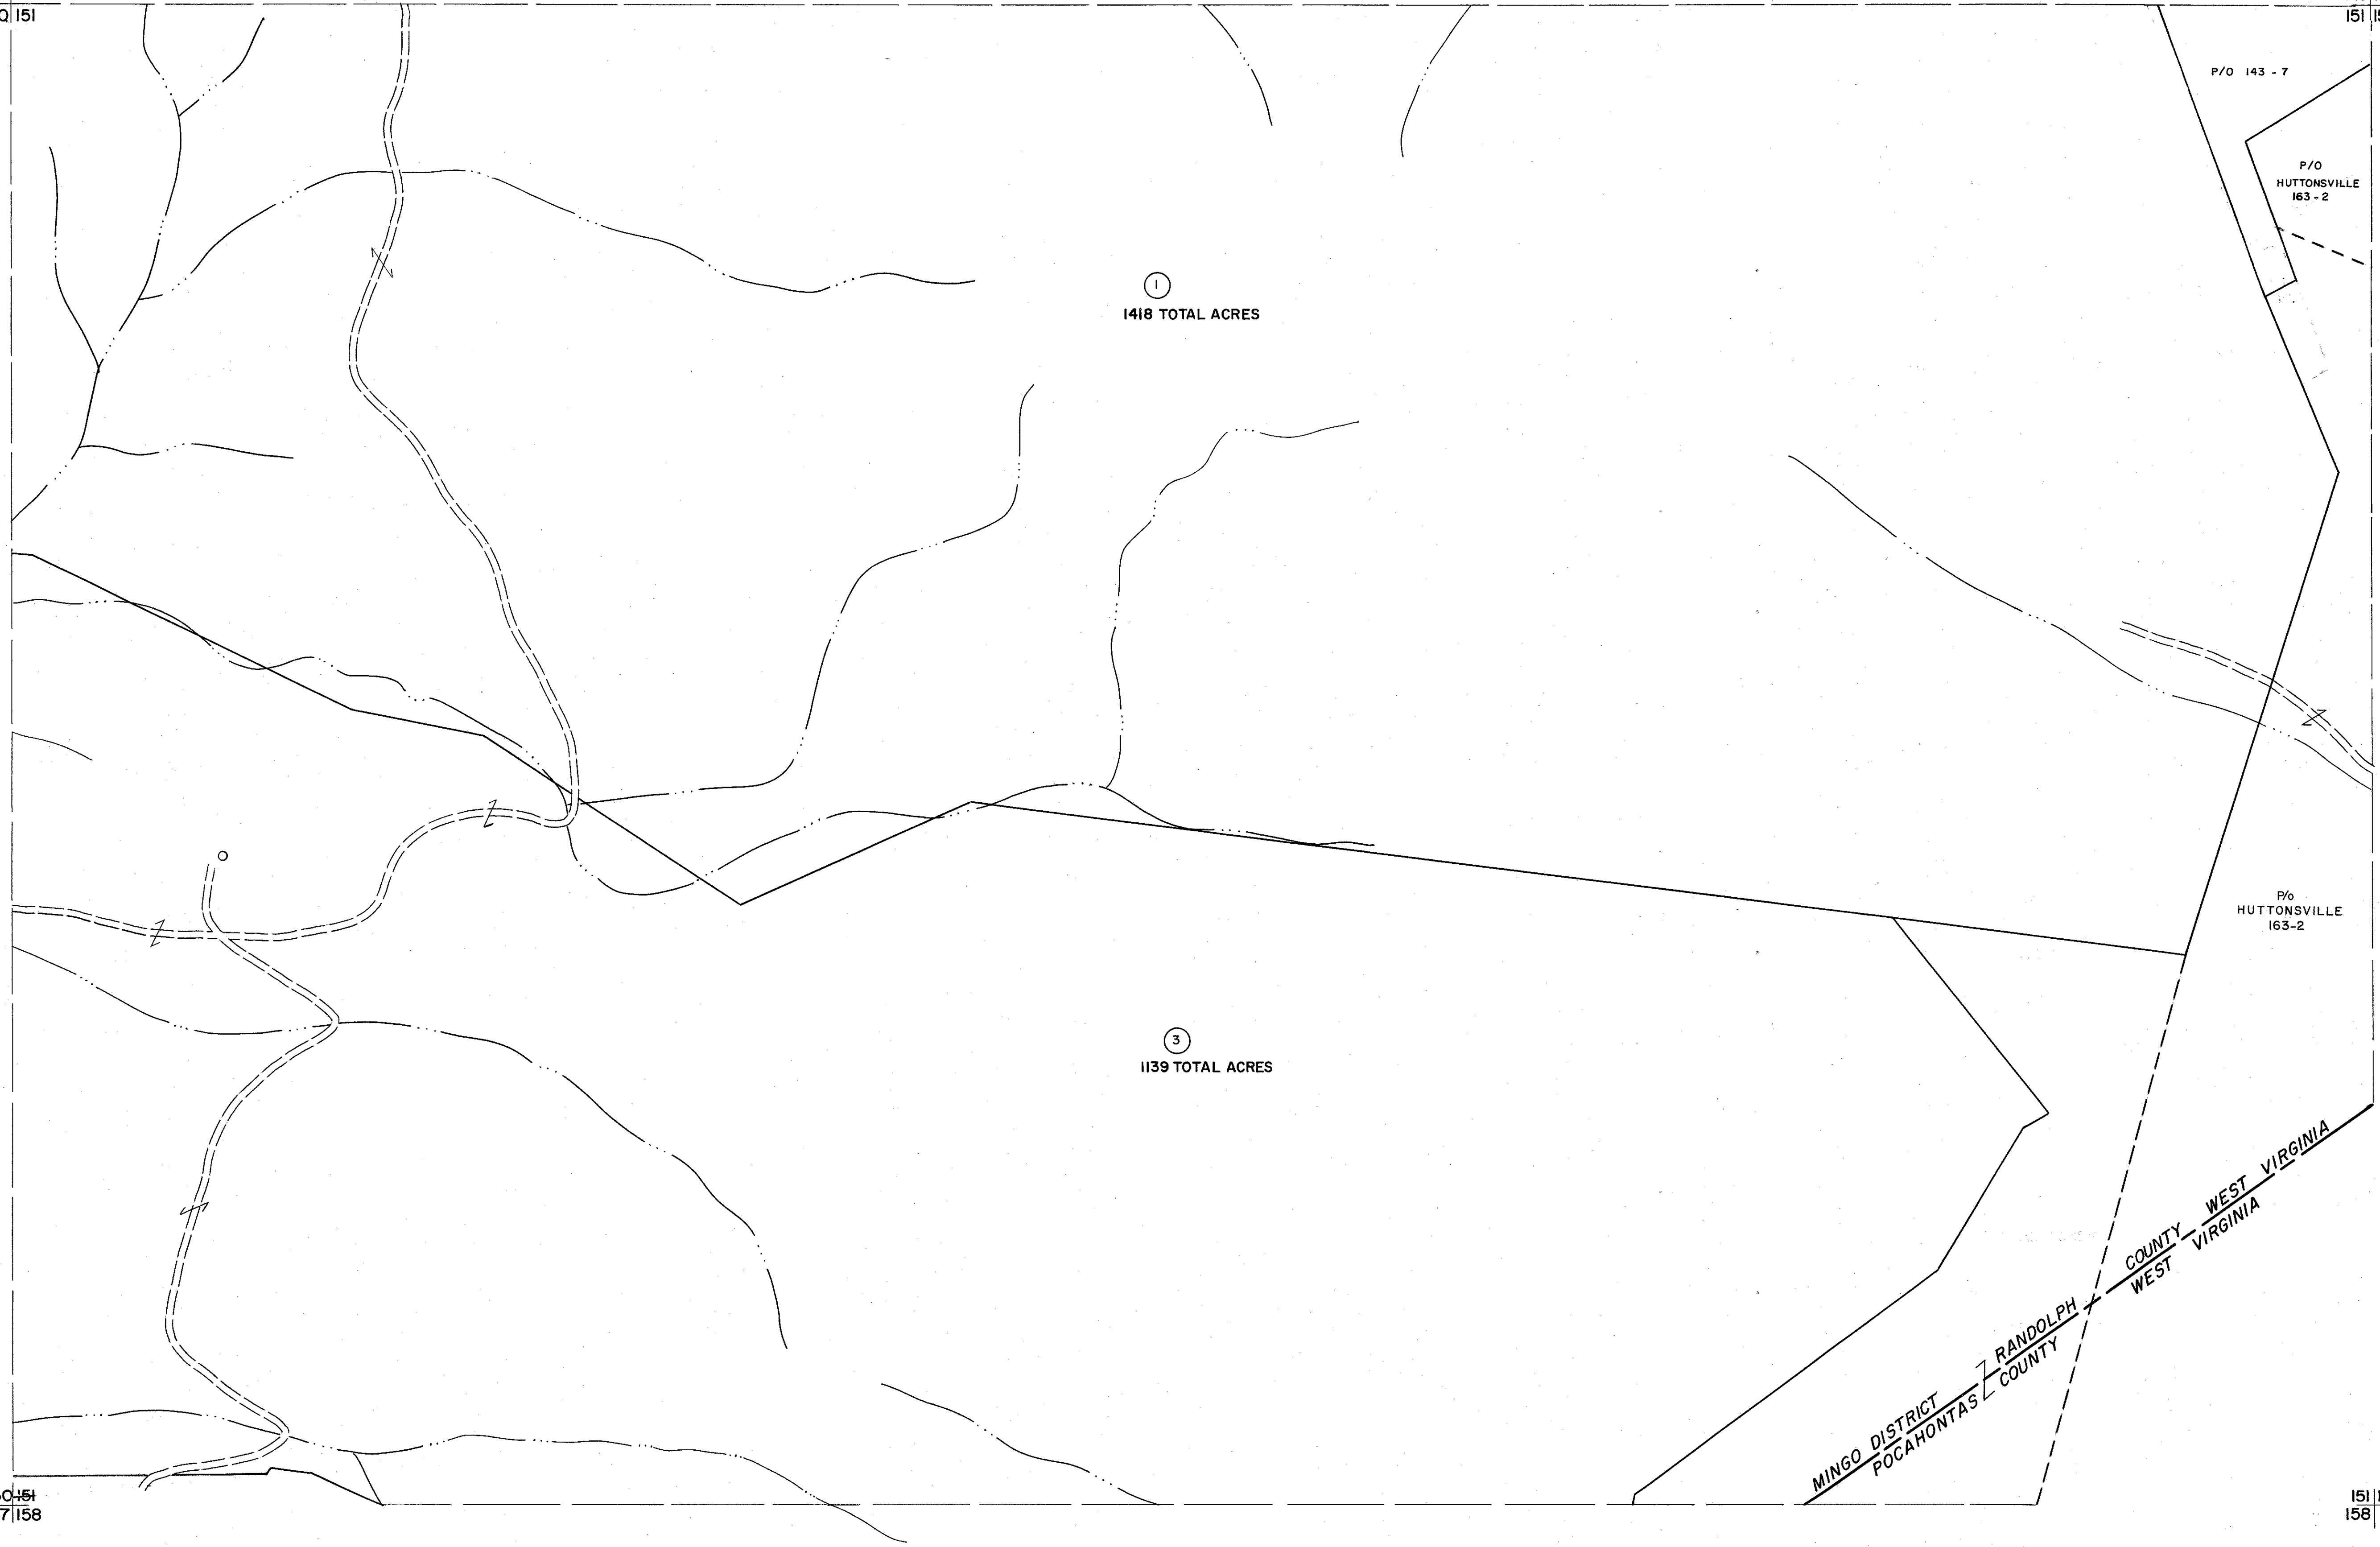 151
151
P/O 143 - 7
P/O
HUTTONSVILLE
163 - 2
1
1418 TOTAL ACRES
P/O
HUTTONSVILLE
163-2
3
1139 TOTAL ACRES
MINGO DISTRICT RANDOLPH COUNTY WEST VIRGINIA
POCAHONTAS COUNTY WEST VIRGINIA
151
158
151
158